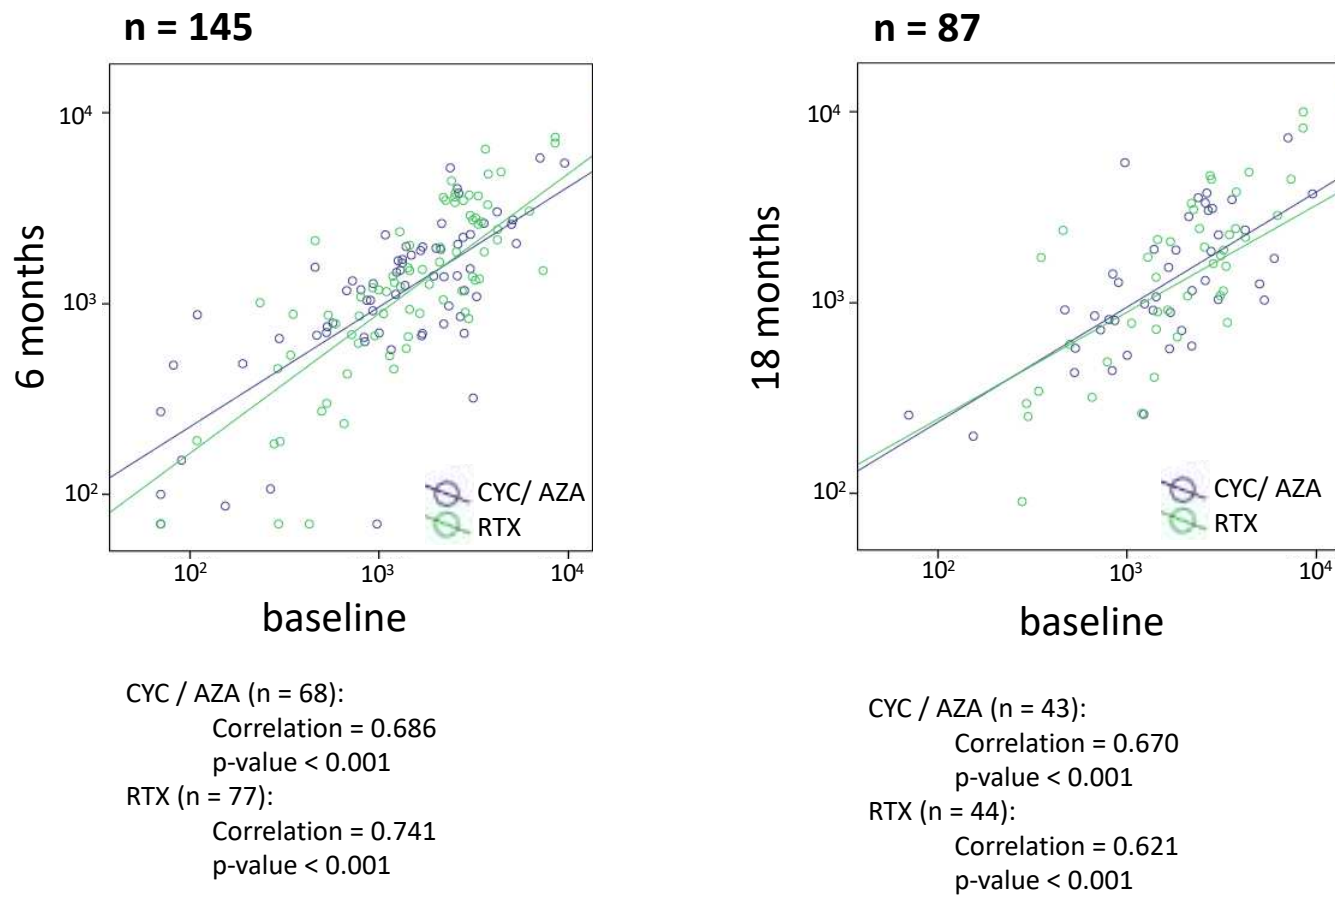 n = 145
10⁴
10³
10²
6 months
10²
10³
10⁴
baseline
CYC/ AZA
RTX
CYC / AZA (n = 68):
Correlation = 0.686
p-value < 0.001
RTX (n = 77):
Correlation = 0.741
p-value < 0.001
n = 87
10⁴
10³
10²
18 months
10²
10³
10⁴
baseline
CYC/ AZA
RTX
CYC / AZA (n = 43):
Correlation = 0.670
p-value < 0.001
RTX (n = 44):
Correlation = 0.621
p-value < 0.001